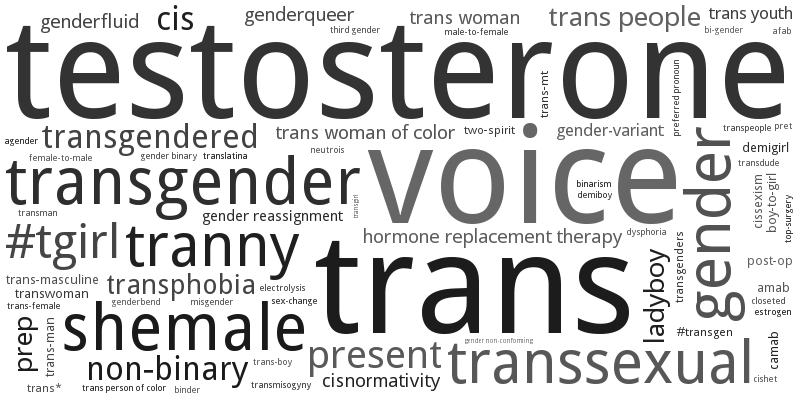 genderfluid
cis
genderqueer
third gender
trans woman
male-to-female
trans people
trans youth
bi-gender
afab
testosterone
trans-mt
preferred pronoun
agender
transgendered
trans woman of color
two-spirit
gender-variant
transpeople
pret
female-to-male
gender binary
translatina
neutrois
demigirl
transdude
transgender
voice
binarism
demiboy
gender
cissexism
boy-to-girl
top-surgery
transman
gender reassignment
transgirl
#tgirl
tranny
hormone replacement therapy
dysphoria
trans
ladyboy
transgenders
post-op
trans-masculine
transphobia
electrolysis
amab
transwoman
genderbend
misgender
sex-change
closeted
trans-female
estrogen
prep
trans-man
shemale
#transgen
gender non-conforming
camab
non-binary
trans-boy
present
transsexual
cishet
trans*
trans person of color
binder
transmisogyny
cisnormativity